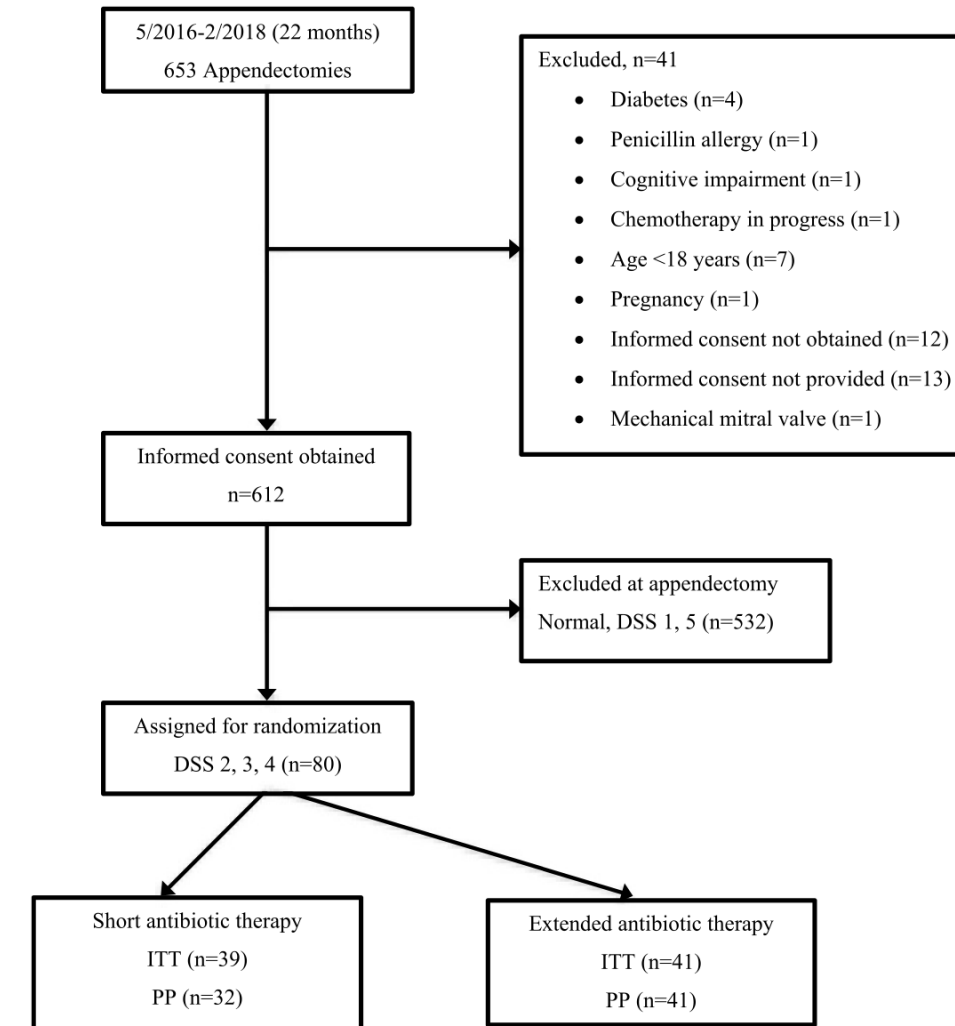 5/2016-2/2018 (22 months)
653 Appendectomies
Excluded, n=41
• Diabetes (n=4)
• Penicillin allergy (n=1)
• Cognitive impairment (n=1)
• Chemotherapy in progress (n=1)
• Age <18 years (n=7)
• Pregnancy (n=1)
• Informed consent not obtained (n=12)
• Informed consent not provided (n=13)
• Mechanical mitral valve (n=1)
Informed consent obtained
n=612
Excluded at appendectomy
Normal, DSS 1, 5 (n=532)
Assigned for randomization
DSS 2, 3, 4 (n=80)
Short antibiotic therapy
ITT (n=39)
PP (n=32)
Extended antibiotic therapy
ITT (n=41)
PP (n=41)